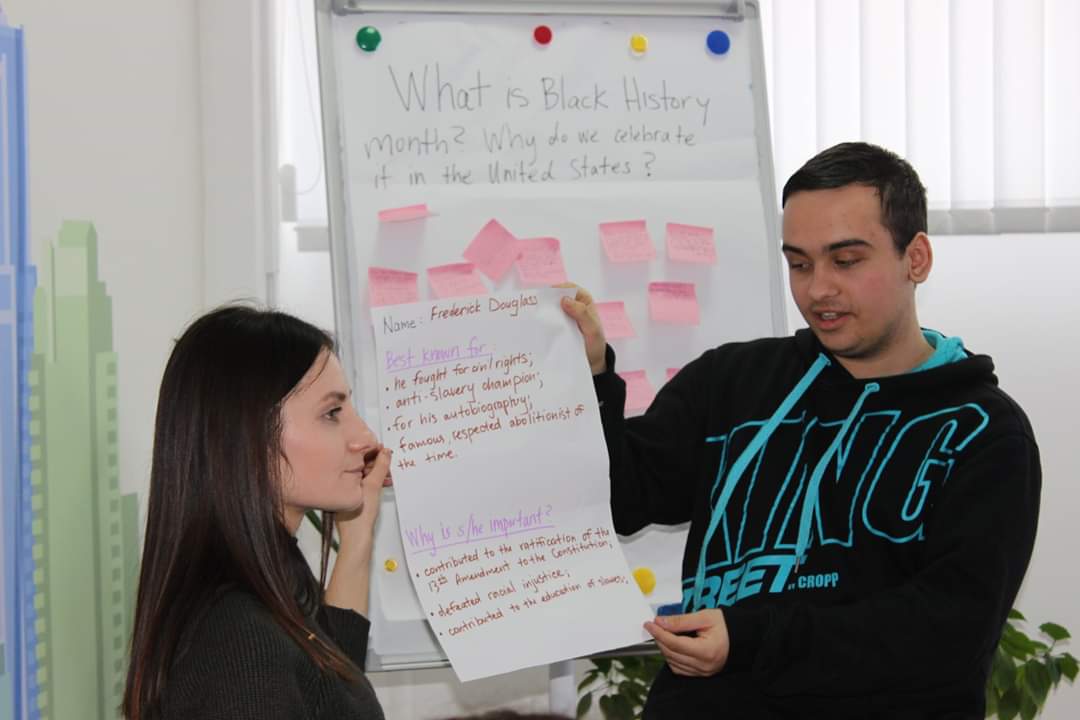 What is Black History
month? Why do we celebrate
it in the United States?
Name: Frederick Douglass
Best known for:
• he fought for civil rights;
• anti-slavery champion;
• for his autobiography;
• famous, respected abolitionist of
the time.
Why is s/he important?
• contributed to the ratification of the
13th Amendment to the Constitution;
• defeated racial injustice;
• contributed to the education of slaves;
KING
STREET BY CROPP